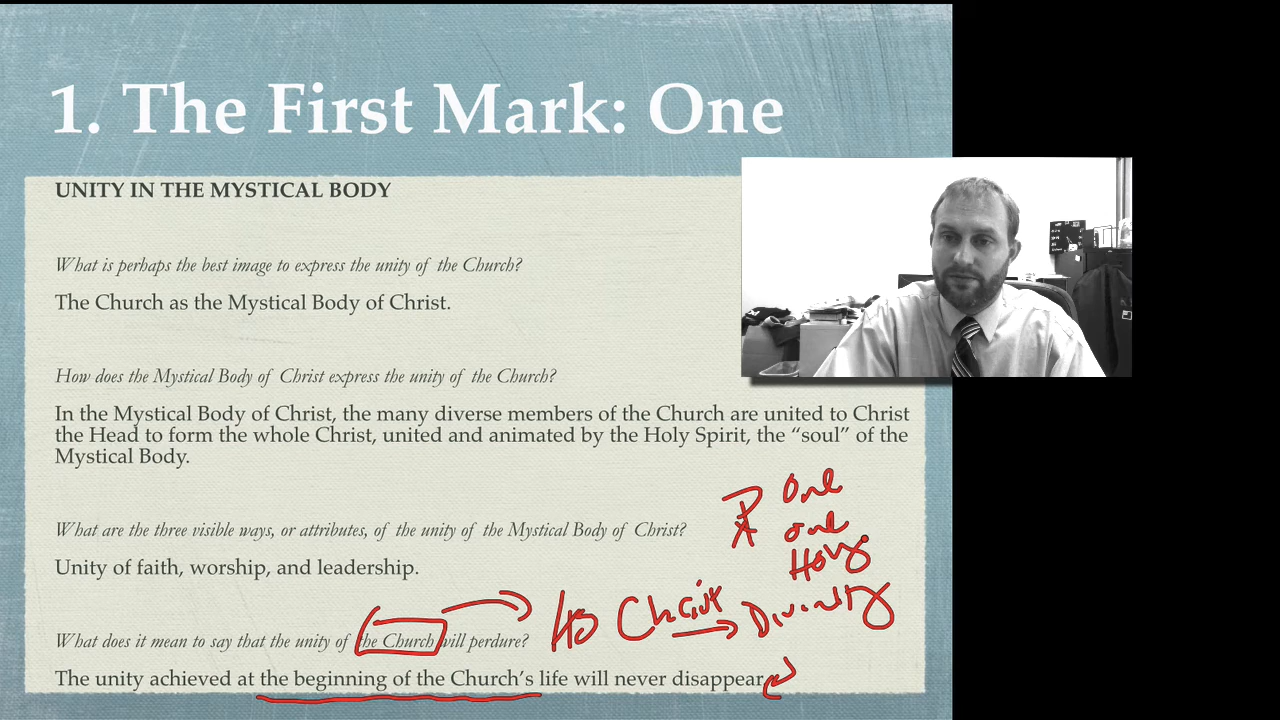 1. The First Mark: One
UNITY IN THE MYSTICAL BODY
What is perhaps the best image to express the unity of the Church?
The Church as the Mystical Body of Christ.
How does the Mystical Body of Christ express the unity of the Church?
In the Mystical Body of Christ, the many diverse members of the Church are united to Christ
the Head to form the whole Christ, united and animated by the Holy Spirit, the “soul” of the
Mystical Body.
One
What are the three visible ways, or attributes, of the unity of the Mystical Body of Christ?
one
Holy
Unity of faith, worship, and leadership.
Christ Divinity
What does it mean to say that the unity of the Church will perdure?
The unity achieved at the beginning of the Church’s life will never disappear